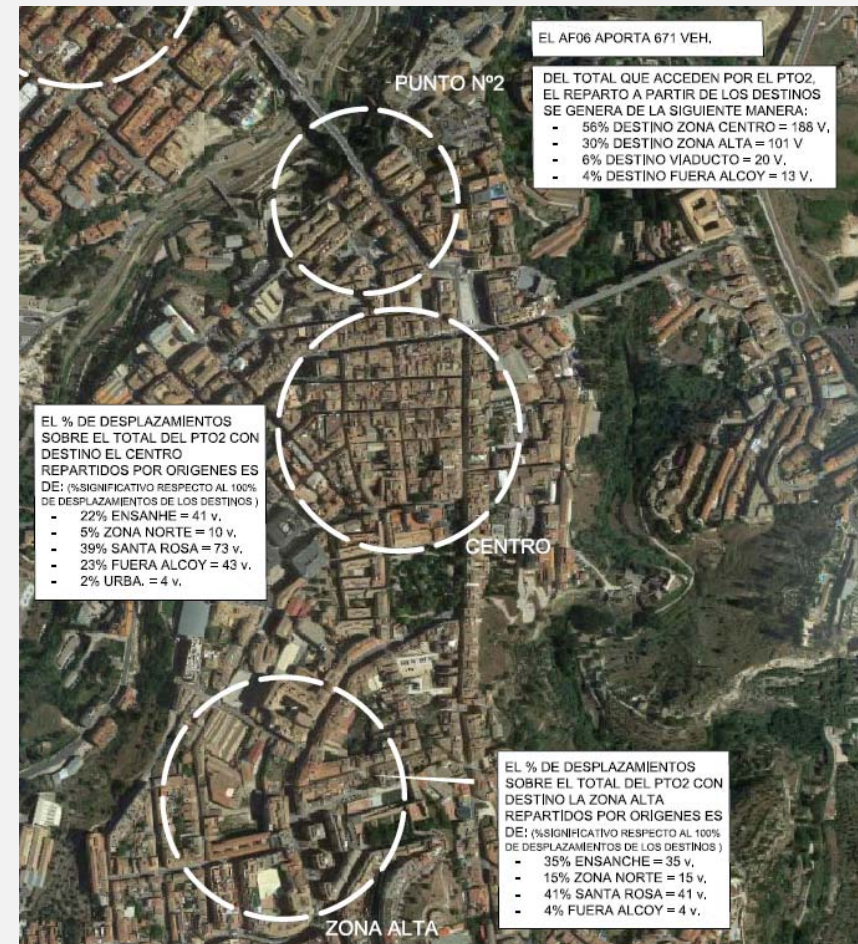 EL AF06 APORTA 671 VEH.
PUNTO Nº2
DEL TOTAL QUE ACCEDEN POR EL PTO2,
EL REPARTO A PARTIR DE LOS DESTINOS
SE GENERA DE LA SIGUIENTE MANERA:
- 56% DESTINO ZONA CENTRO = 188 V.
- 30% DESTINO ZONA ALTA = 101 V
- 6% DESTINO VIADUCTO = 20 V.
- 4% DESTINO FUERA ALCOY = 13 V.
EL % DE DESPLAZAMIENTOS
SOBRE EL TOTAL DEL PTO2 CON
DESTINO EL CENTRO
REPARTIDOS POR ORIGENES ES
DE: (%SIGNIFICATIVO RESPECTO AL 100%
DE DESPLAZAMIENTOS DE LOS DESTINOS )
- 22% ENSANHE = 41 v.
- 5% ZONA NORTE = 10 v.
- 39% SANTA ROSA = 73 v.
- 23% FUERA ALCOY = 43 v.
- 2% URBA. = 4 v.
CENTRO
EL % DE DESPLAZAMIENTOS
SOBRE EL TOTAL DEL PTO2 CON
DESTINO LA ZONA ALTA
REPARTIDOS POR ORIGENES ES
DE: (%SIGNIFICATIVO RESPECTO AL 100%
DE DESPLAZAMIENTOS DE LOS DESTINOS )
- 35% ENSANCHE = 35 v.
- 15% ZONA NORTE = 15 v.
- 41% SANTA ROSA = 41 v.
- 4% FUERA ALCOY = 4 v.
ZONA ALTA